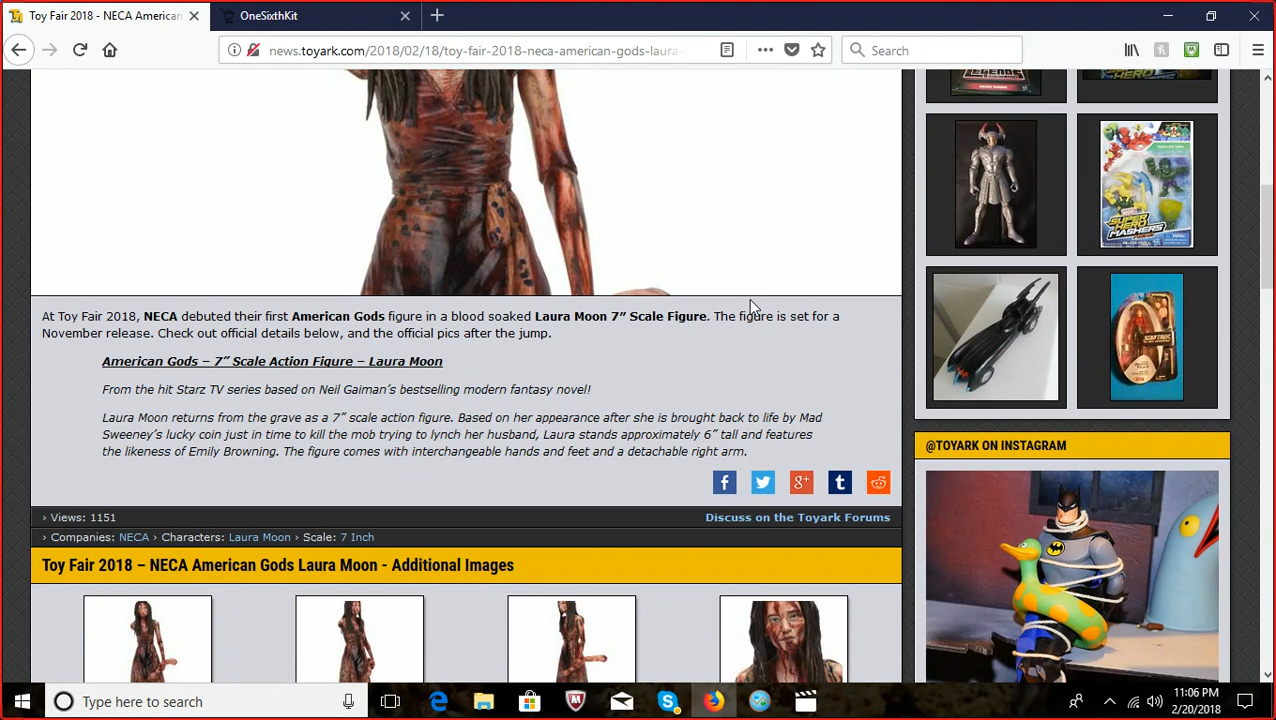 Toy Fair 2018 - NECA American
OneSixthKit
news.toyark.com/2018/02/18/toy-fair-2018-neca-american-gods-laura-
Search
SUPER HERO
MASHERS
At Toy Fair 2018, NECA debuted their first American Gods figure in a blood soaked Laura Moon 7" Scale Figure. The figure is set for a
November release. Check out official details below, and the official pics after the jump.
American Gods – 7" Scale Action Figure – Laura Moon
From the hit Starz TV series based on Neil Gaiman's bestselling modern fantasy novel!
Laura Moon returns from the grave as a 7" scale action figure. Based on her appearance after she is brought back to life by Mad
Sweeney's lucky coin just in time to kill the mob trying to lynch her husband, Laura stands approximately 6" tall and features
the likeness of Emily Browning. The figure comes with interchangeable hands and feet and a detachable right arm.
› Views: 1151
Discuss on the Toyark Forums
› Companies: NECA › Characters: Laura Moon › Scale: 7 Inch
Toy Fair 2018 – NECA American Gods Laura Moon - Additional Images
@TOYARK ON INSTAGRAM
Type here to search
11:06 PM
2/20/2018